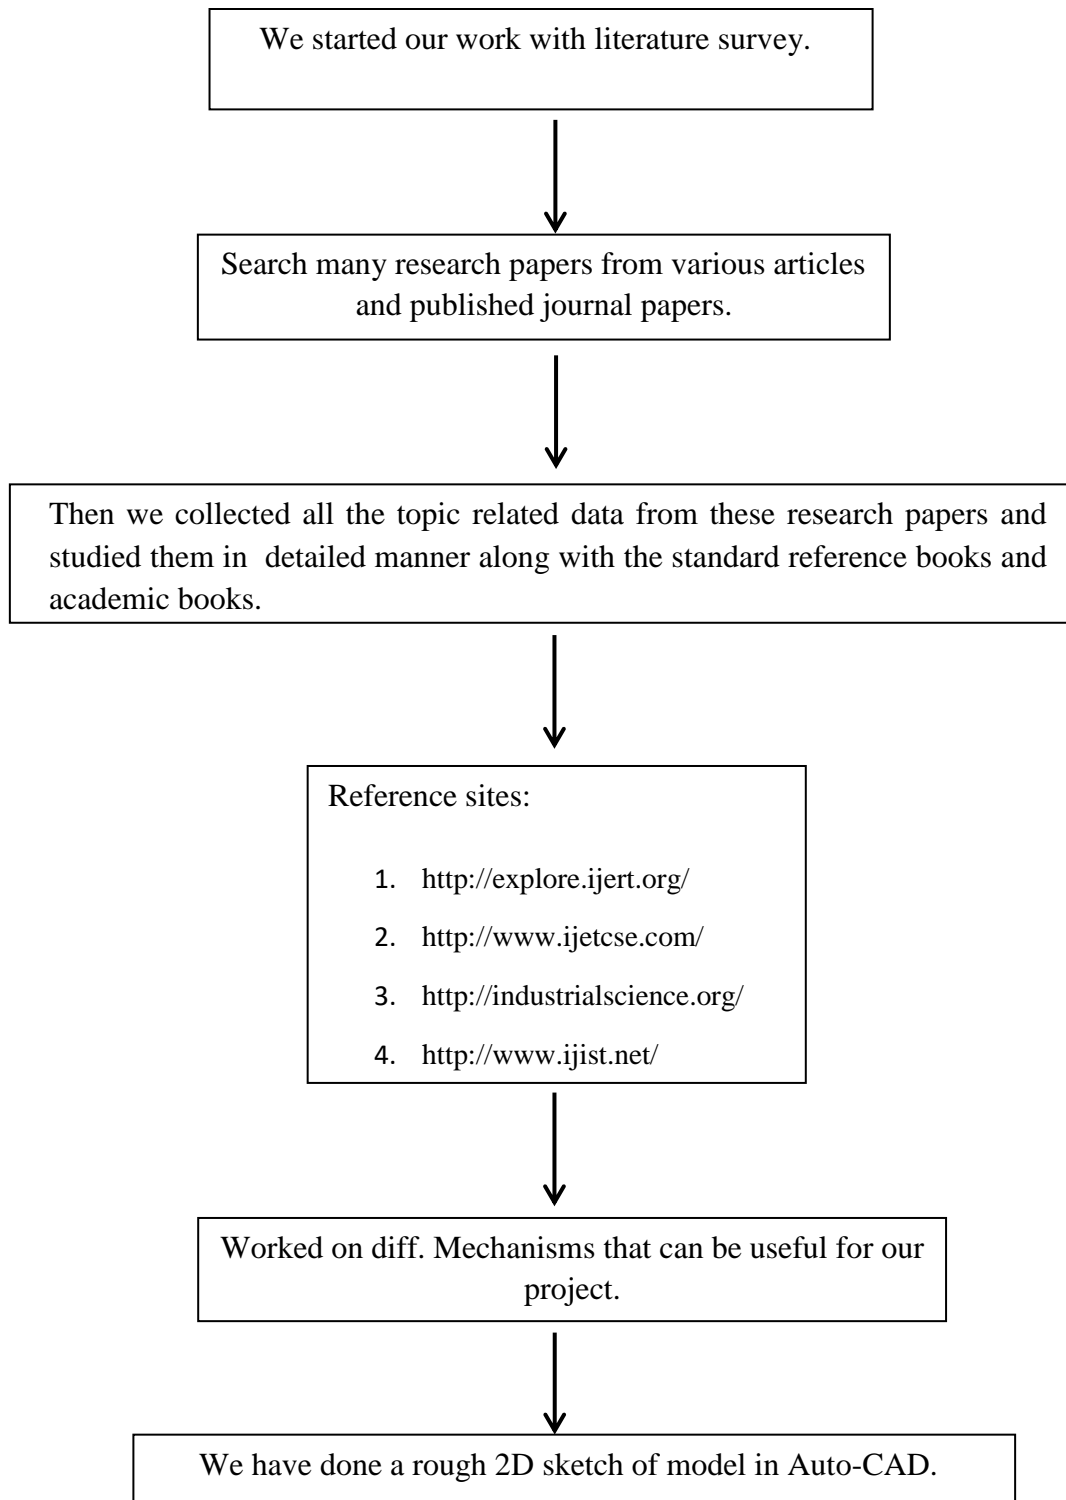 We started our work with literature survey.
Search many research papers from various articles
and published journal papers.
Then we collected all the topic related data from these research papers and
studied them in detailed manner along with the standard reference books and
academic books.
Reference sites:
1. http://explore.ijert.org/
2. http://www.ijetcse.com/
3. http://industrialscience.org/
4. http://www.ijist.net/
Worked on diff. Mechanisms that can be useful for our
project.
We have done a rough 2D sketch of model in Auto-CAD.